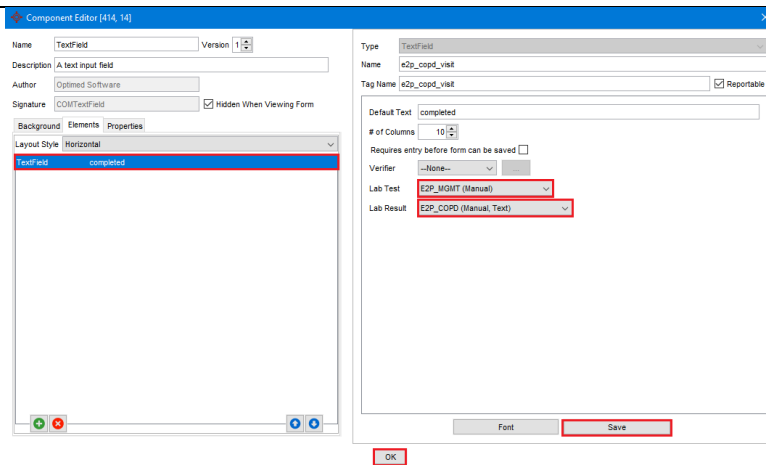 Component Editor [414, 14]
Name TextField Version 1
Description A text input field
Author Optimed Software
Signature COMTextField Hidden When Viewing Form
Background Elements Properties
Layout Style Horizontal
TextField completed
Type TextField
Name e2p_copd_visit
Tag Name e2p_copd_visit Reportable
Default Text completed
# of Columns 10
Requires entry before form can be saved
Verifier --None-- ...
Lab Test E2P_MGMT (Manual)
Lab Result E2P_COPD (Manual, Text)
Font Save
OK